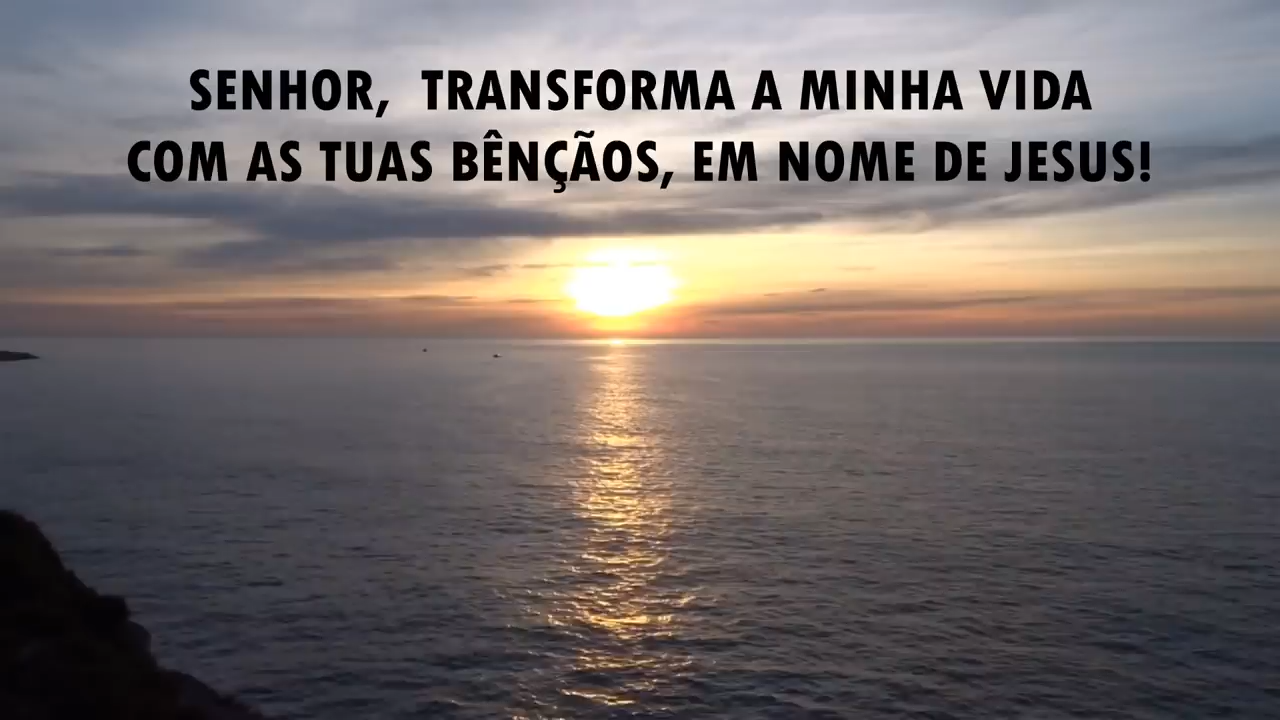 SENHOR, TRANSFORMA A MINHA VIDA
COM AS TUAS BÊNÇÃOS, EM NOME DE JESUS!